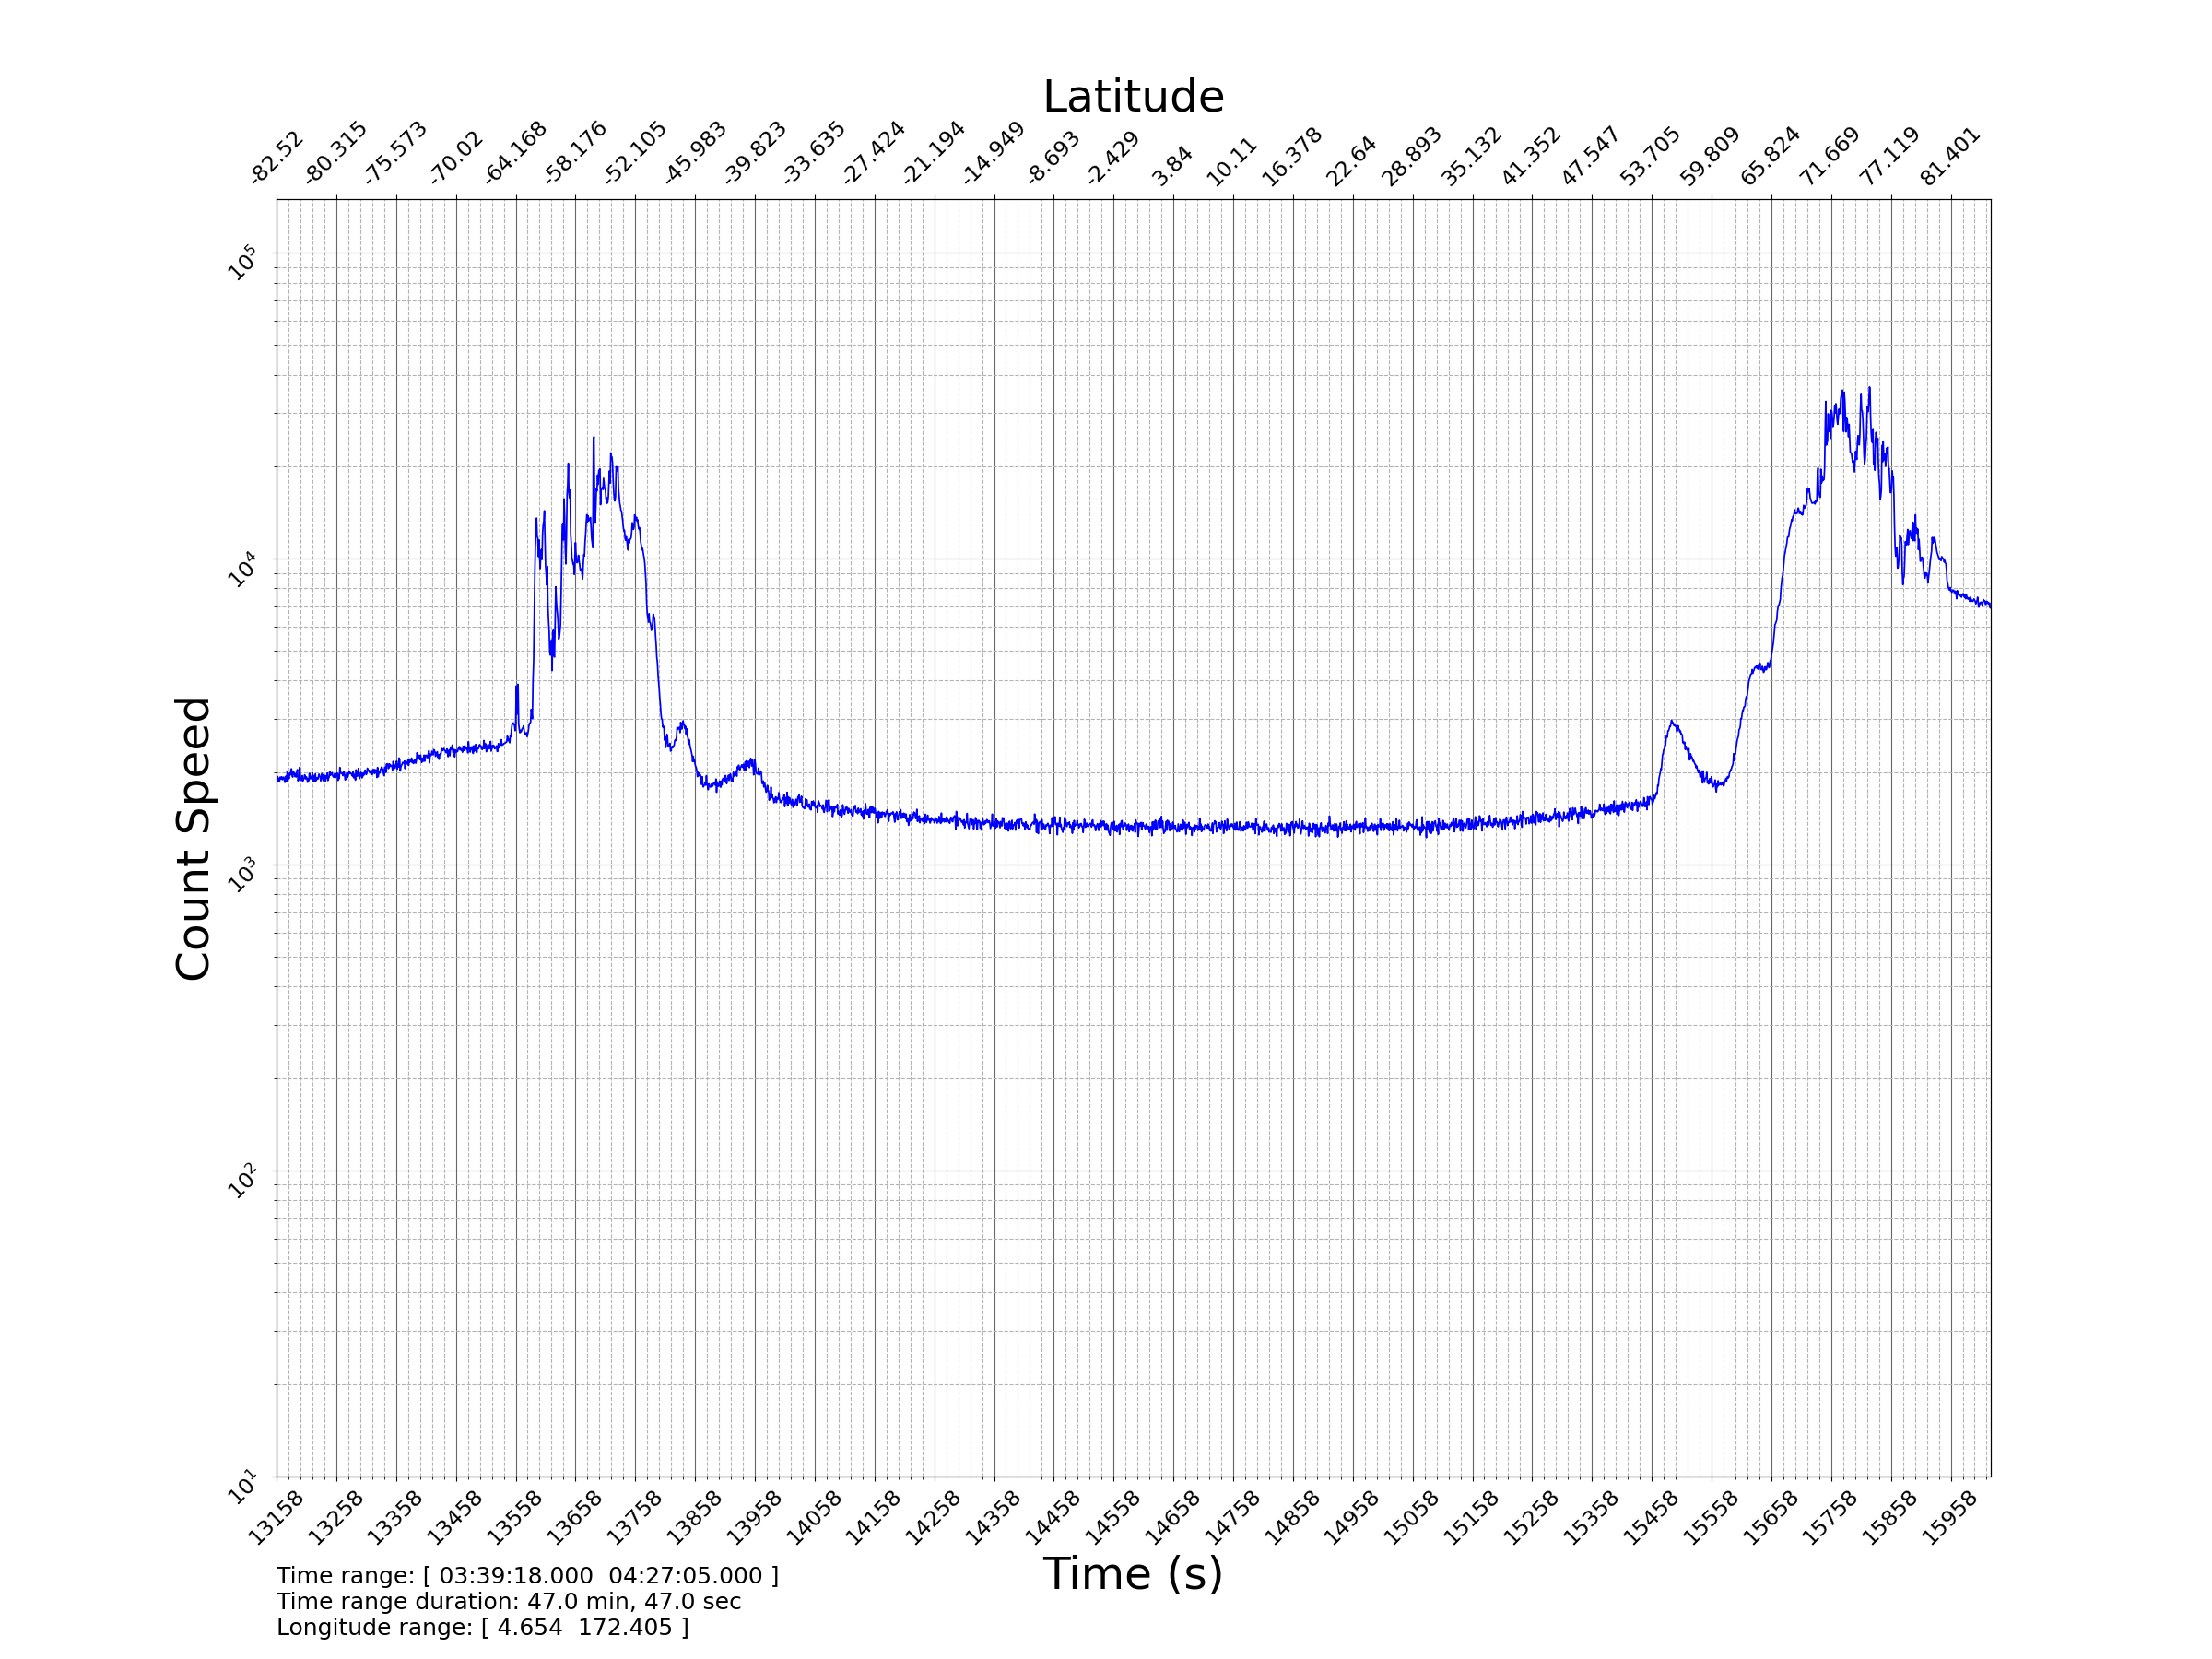 Latitude
-82.52 -80.315 -75.573 -70.02 -64.168 -58.176 -52.105 -45.983 -39.823 -33.635 -27.424 -21.194 -14.949 -8.693 -2.429 3.84 10.11 16.378 22.64 28.893 35.132 41.352 47.547 53.705 59.809 65.824 71.669 77.119 81.401
10⁵
10⁴
10³
10²
10¹
Count Speed
13158 13258 13358 13458 13558 13658 13758 13858 13958 14058 14158 14258 14358 14458 14558 14658 14758 14858 14958 15058 15158 15258 15358 15458 15558 15658 15758 15858 15958
Time (s)
Time range: [ 03:39:18.000 04:27:05.000 ]
Time range duration: 47.0 min, 47.0 sec
Longitude range: [ 4.654 172.405 ]